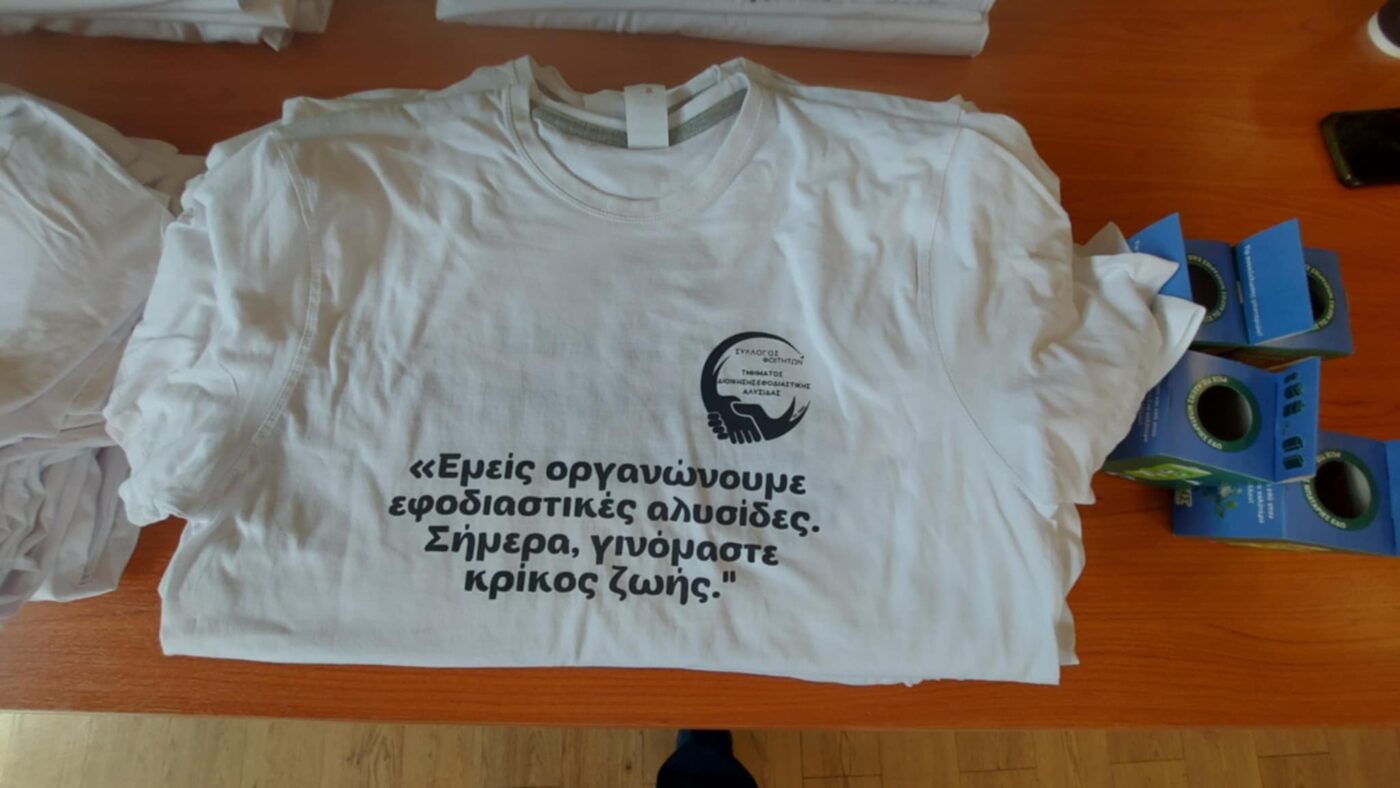 ΣΥΛΛΟΓΟΣ
ΦΟΙΤΗΤΩΝ
ΤΜΗΜΑΤΟΣ
ΔΙΟΙΚΗΣΗΣ ΕΦΟΔΙΑΣΤΙΚΗΣ
ΑΛΥΣΙΔΑΣ
«Εμείς οργανώνουμε
εφοδιαστικές αλυσίδες.
Σήμερα, γινόμαστε
κρίκος ζωής."